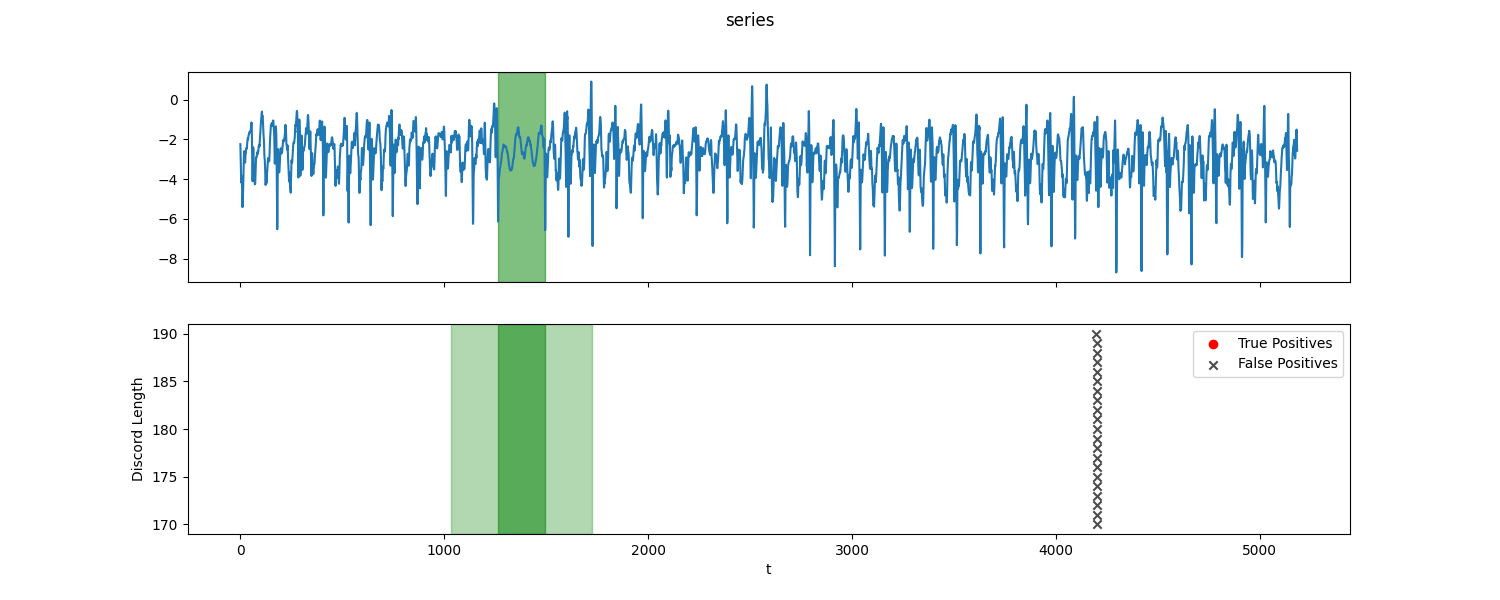 series
0
−2
−4
−6
−8
190
185
180
175
170
Discord Length
True Positives
False Positives
0 1000 2000 3000 4000 5000
t